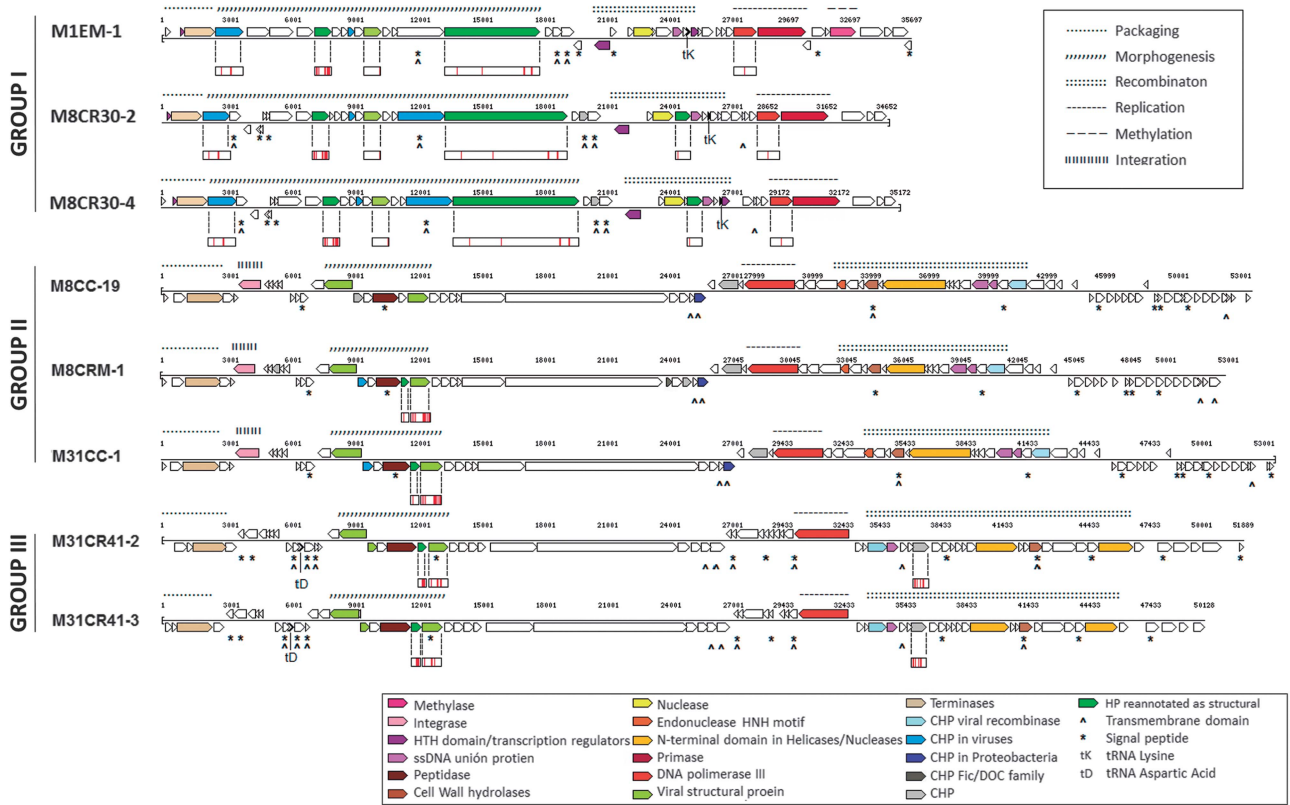 3001 6001 9001 12001 15001 18001 21001 24001 27001 29697 32697 35697
M1EM-1
* * * * * * *
^ ^ ^ tK
GROUP I
3001 6001 9001 12001 15001 18001 21001 24001 27001 28652 31652 34652
M8CR30-2
* * * * * * tK
^ ^ ^ ^ ^
3001 6001 9001 12001 15001 18001 21001 24001 27001 29172 32172 35172
M8CR30-4
* * * * * * tK
^ ^ ^ ^ ^
Packaging
Morphogenesis
Recombinaton
Replication
Methylation
Integration
GROUP II
3001 6001 9001 12001 15001 18001 21001 24001 27001 27999 30999 33999 36999 39999 42999 45999 50001 53001
M8CC-19
3001 6001 9001 12001 15001 18001 21001 24001 27045 30045 33045 36045 39045 42045 45045 48045 50001 53001
M8CRM-1
3001 6001 9001 12001 15001 18001 21001 24001 27001 29433 32433 35433 38433 41433 44433 47433 50001 53001
M31CC-1
GROUP III
3001 6001 9001 12001 15001 18001 21001 24001 27001 29433 32433 35433 38433 41433 44433 47433 50001 51889
M31CR41-2
tD
3001 6001 9001 12001 15001 18001 21001 24001 27001 29433 32433 35433 38433 41433 44433 47433 50128
M31CR41-3
tD
Methylase
Integrase
HTH domain/transcription regulators
ssDNA unión protien
Peptidase
Cell Wall hydrolases
Nuclease
Endonuclease HNH motif
N-terminal domain in Helicases/Nucleases
Primase
DNA polimerase III
Viral structural proein
Terminases
CHP viral recombinase
CHP in viruses
CHP in Proteobacteria
CHP Fic/DOC family
CHP
HP reannotated as structural
^ Transmembrane domain
* Signal peptide
tK tRNA Lysine
tD tRNA Aspartic Acid